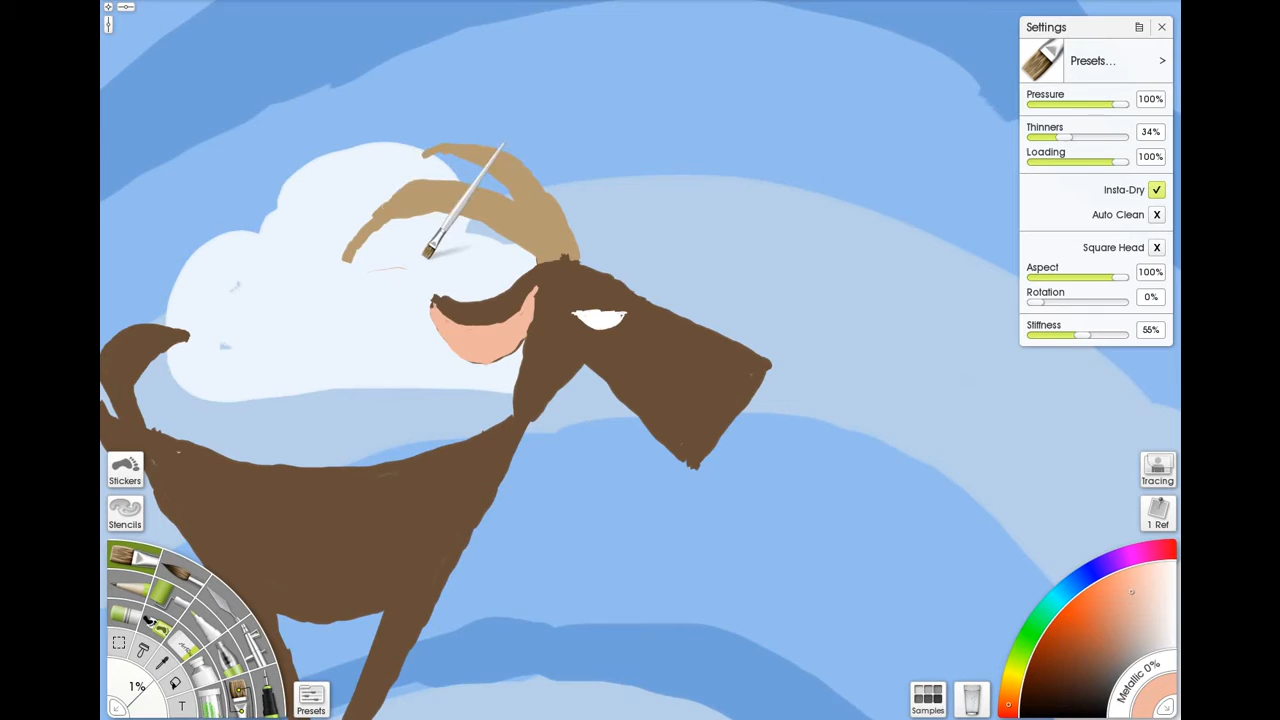 Settings
Presets... >
Pressure 100%
Thinners 34%
Loading 100%
Insta-Dry
Auto Clean X
Square Head X
Aspect 100%
Rotation 0%
Stiffness 55%
Stickers
Stencils
Tracing
1 Ref
1%
T
Presets
Samples
Metallic 0%